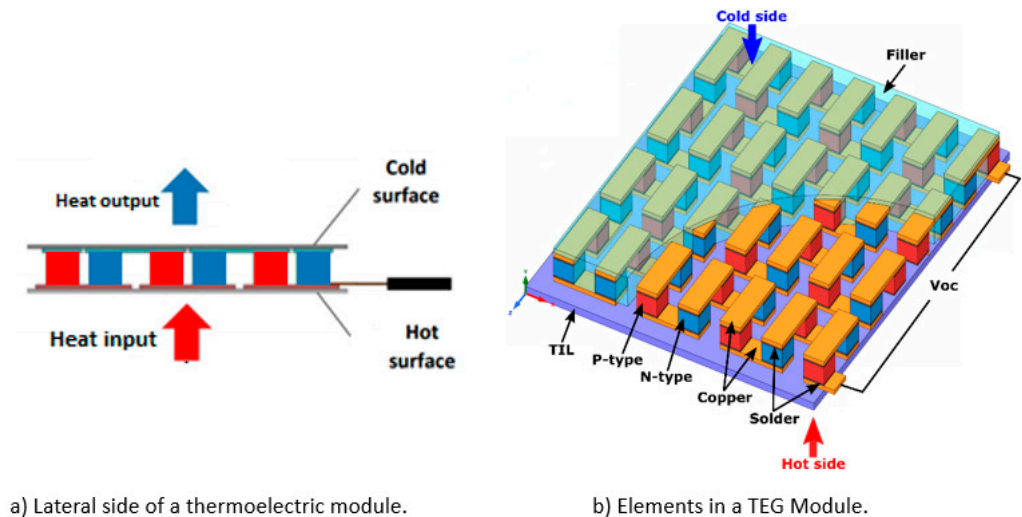 Heat output
Cold
surface
Heat input
Hot
surface
a) Lateral side of a thermoelectric module.
Cold side
Filler
Voc
TIL
P-type
N-type
Copper
Solder
Hot side
Y
Z
b) Elements in a TEG Module.